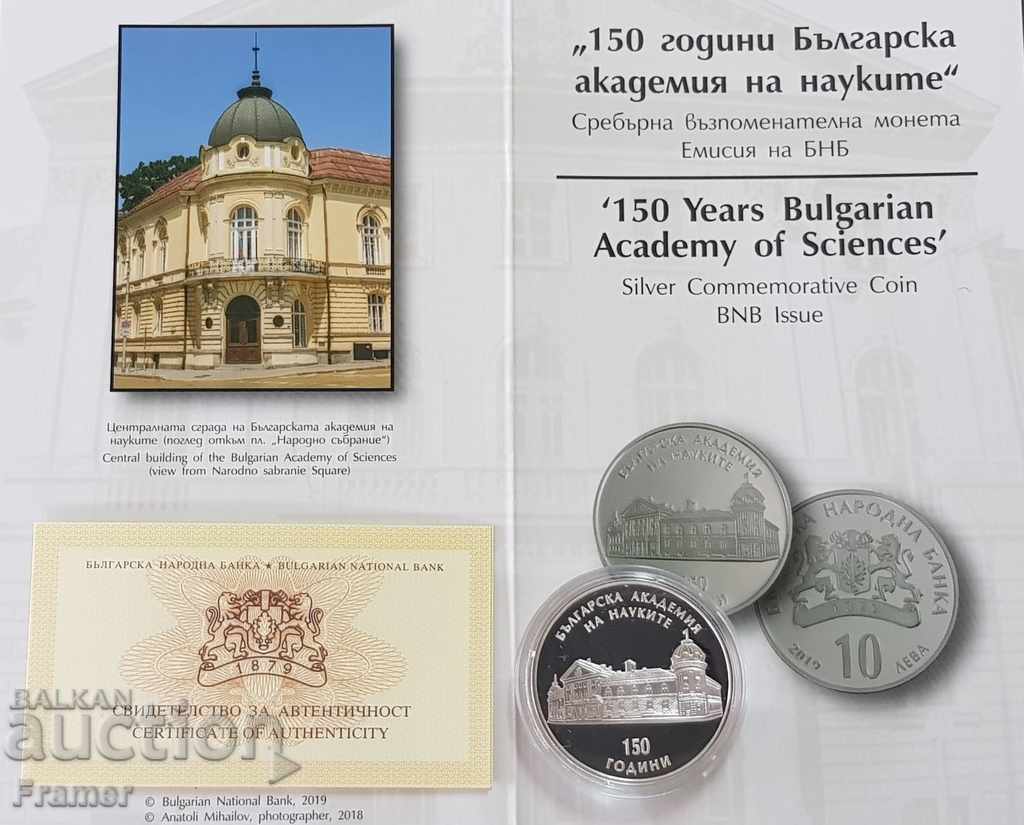 „150 години Българска
академия на науките“
Сребърна възпоменателна монета
Емисия на БНБ
‘150 Years Bulgarian
Academy of Sciences’
Silver Commemorative Coin
BNB Issue
Централната сграда на Българската академия на
науките (поглед откъм пл. „Народно събрание“)
Central building of the Bulgarian Academy of Sciences
(view from Narodno sabranie Square)
БЪЛГАРСКА НАРОДНА БАНКА ★ BULGARIAN NATIONAL BANK
1879
СВИДЕТЕЛСТВО ЗА АВТЕНТИЧНОСТ
CERTIFICATE OF AUTHENTICITY
BALKAN
auction
Framer
© Bulgarian National Bank, 2019
© Anatoli Mihailov, photographer, 2018
БЪЛГАРСКА АКАДЕМИЯ
НА НАУКИТЕ
НАРОДНА БАНКА
1879
2019
10
ЛЕВА
БЪЛГАРСКА АКАДЕМИЯ
НА НАУКИТЕ
150
ГОДИНИ